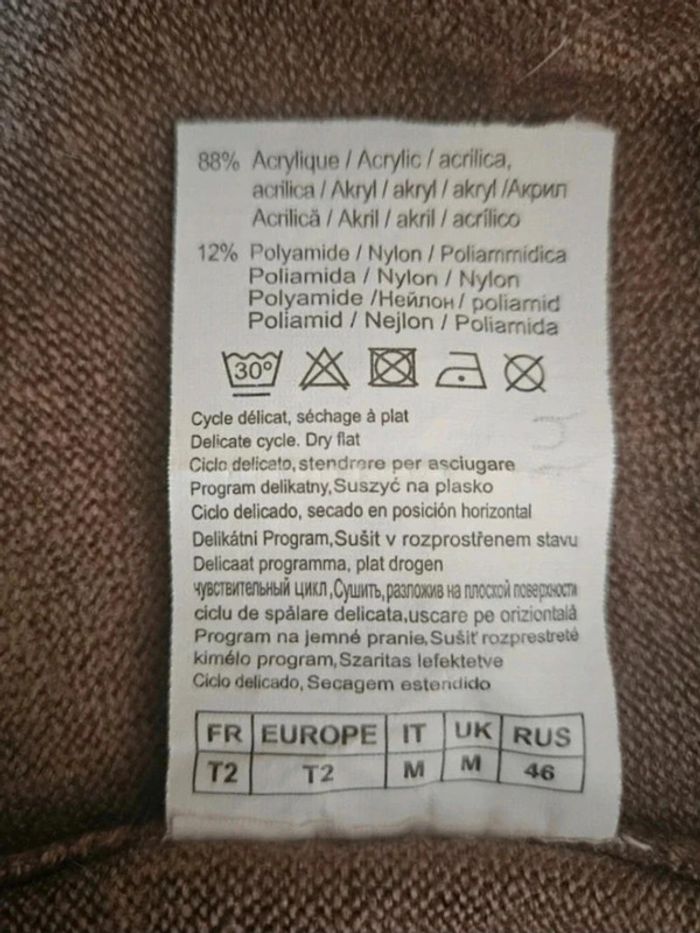 88% Acrylique / Acrylic / acrilica,
acrilica / Akryl / akryl / akryl /Акрил
Acrilică / Akril / akril / acrílico
12% Polyamide / Nylon / Poliammidica
Poliamida / Nylon / Nylon
Polyamide /Нейлон / poliamid
Poliamid / Nejlon / Poliamida
30°
Cycle délicat, séchage à plat
Delicate cycle. Dry flat
Ciclo delicato, stendrere per asciugare
Program delikatny,Suszyć na plasko
Ciclo delicado, secado en posición horizontal
Delikátni Program,Sušit v rozprostřenem stavu
Delicaat programma, plat drogen
чувствительный цикл ,Сушить, разложив на плоской поверхности
ciclu de spălare delicata,uscare pe oriziontală
Program na jemné pranie, Sušiť rozprestreté
kimélo program, Szaritas lefektetve
Ciclo delicado, Secagem estendido
FR EUROPE IT UK RUS
T2 T2 M M 46